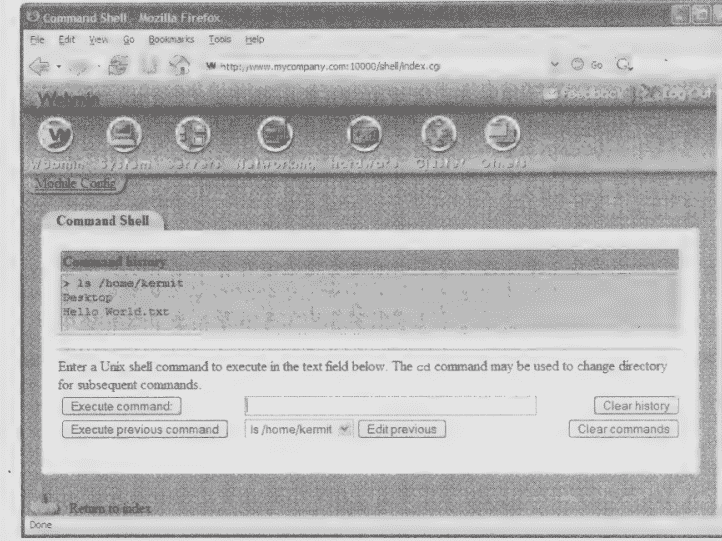 Command Shell - Mozilla Firefox
File Edit View Go Bookmarks Tools Help
http://www.mycompany.com:10000/shell/index.cgi Go
Webmin Feedback Log Out
Webmin System Servers Networking Hardware Cluster Others
Module Config
Command Shell
Command history
> ls /home/kermit
Desktop
Hello World.txt
Enter a Unix shell command to execute in the text field below. The cd command may be used to change directory
for subsequent commands.
Execute command: Clear history
Execute previous command ls /home/kermit Edit previous Clear commands
Return to index
Done